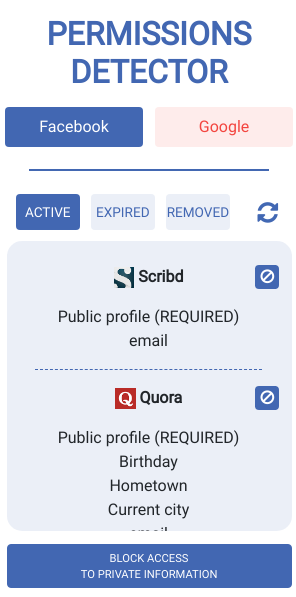 PERMISSIONS
DETECTOR
Facebook
Google
ACTIVE
EXPIRED
REMOVED
Scribd
Public profile (REQUIRED)
email
Quora
Public profile (REQUIRED)
Birthday
Hometown
Current city
email
BLOCK ACCESS
TO PRIVATE INFORMATION